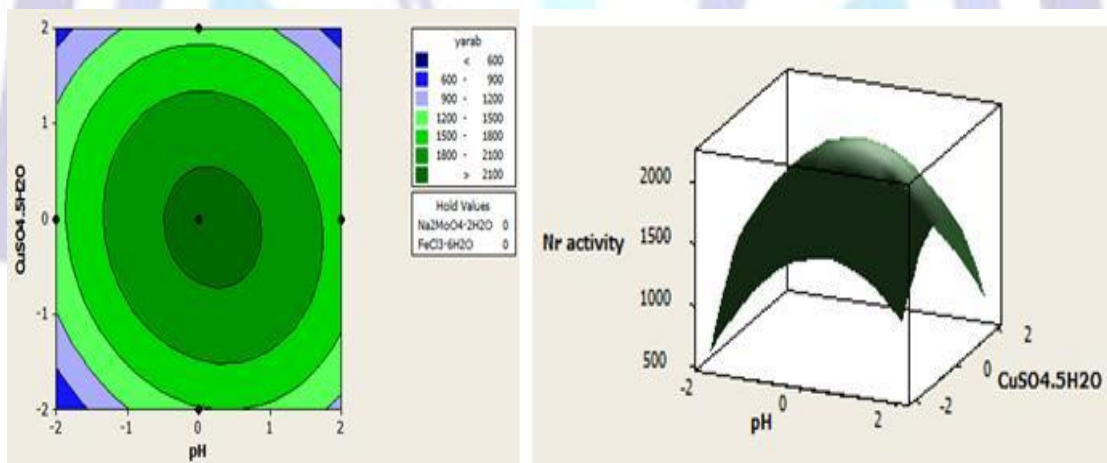 2
1
0
-1
-2
CuSO4.5H2O
-2 -1 0 1 2
pH
yarab
< 600
600 - 900
900 - 1200
1200 - 1500
1500 - 1800
1800 - 2100
> 2100
Hold Values
Na2MoO4-2H2O 0
FeCl3-6H2O 0
2000
1500
1000
500
Nr activity
-2 0 2
pH
-2 0 2
CuSO4.5H2O